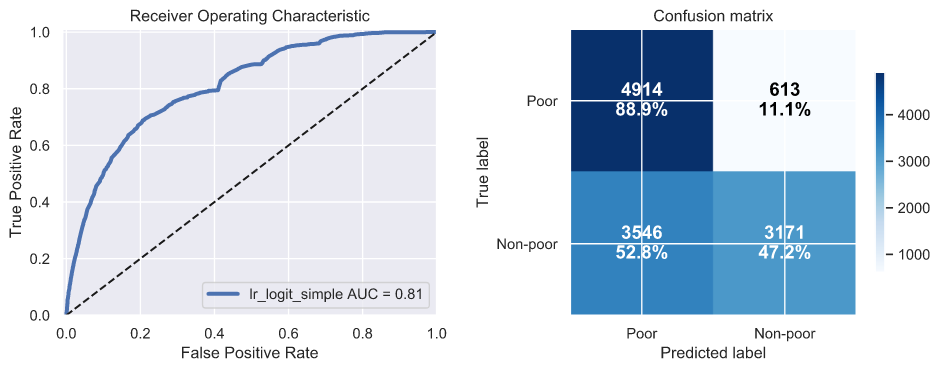 Receiver Operating Characteristic
1.0
0.8
0.6
0.4
0.2
0.0
True Positive Rate
lr_logit_simple AUC = 0.81
0.0 0.2 0.4 0.6 0.8 1.0
False Positive Rate
Confusion matrix
True label
Poor
Non-poor
4914
88.9%
613
11.1%
3546
52.8%
3171
47.2%
Poor Non-poor
Predicted label
4000
3000
2000
1000